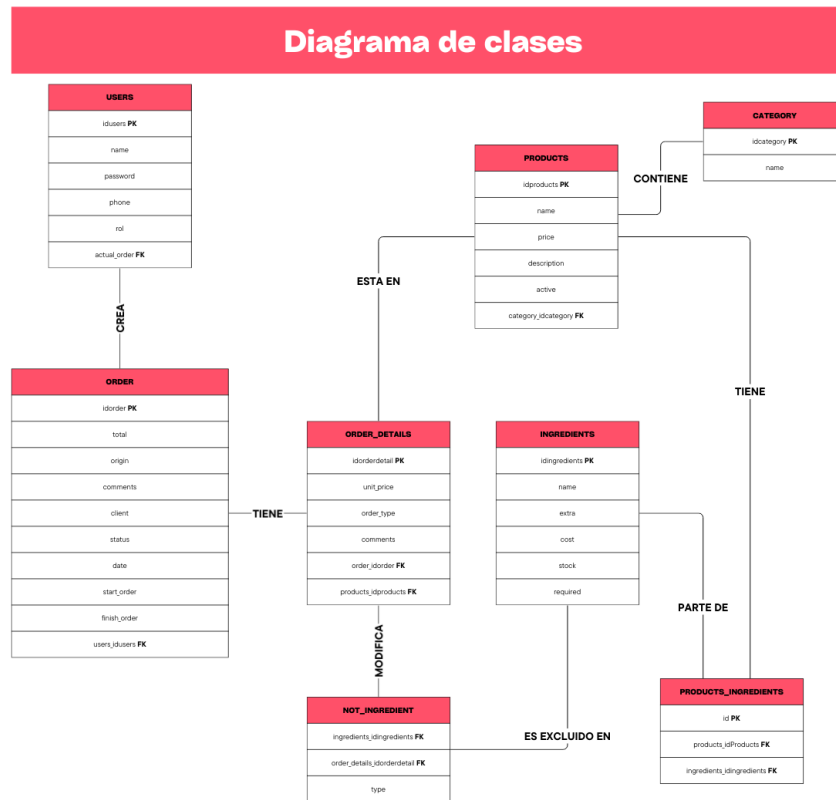 Diagrama de clases
USERS
idusers PK
name
password
phone
rol
actual_order FK
CREA
ORDER
idorder PK
total
origin
comments
client
status
date
start_order
finish_order
users_idusers FK
TIENE
ORDER_DETAILS
idorderdetail PK
unit_price
order_type
comments
order_idorder FK
products_idproducts FK
MODIFICA
NOT_INGREDIENT
ingredients_idingredients FK
order_details_idorderdetail FK
type
ESTA EN
PRODUCTS
idproducts PK
name
price
description
active
category_idcategory FK
CONTIENE
CATEGORY
idcategory PK
name
INGREDIENTS
idingredients PK
name
extra
cost
stock
required
ES EXCLUIDO EN
TIENE
PARTE DE
PRODUCTS_INGREDIENTS
id PK
products_idProducts FK
ingredients_idingredients FK